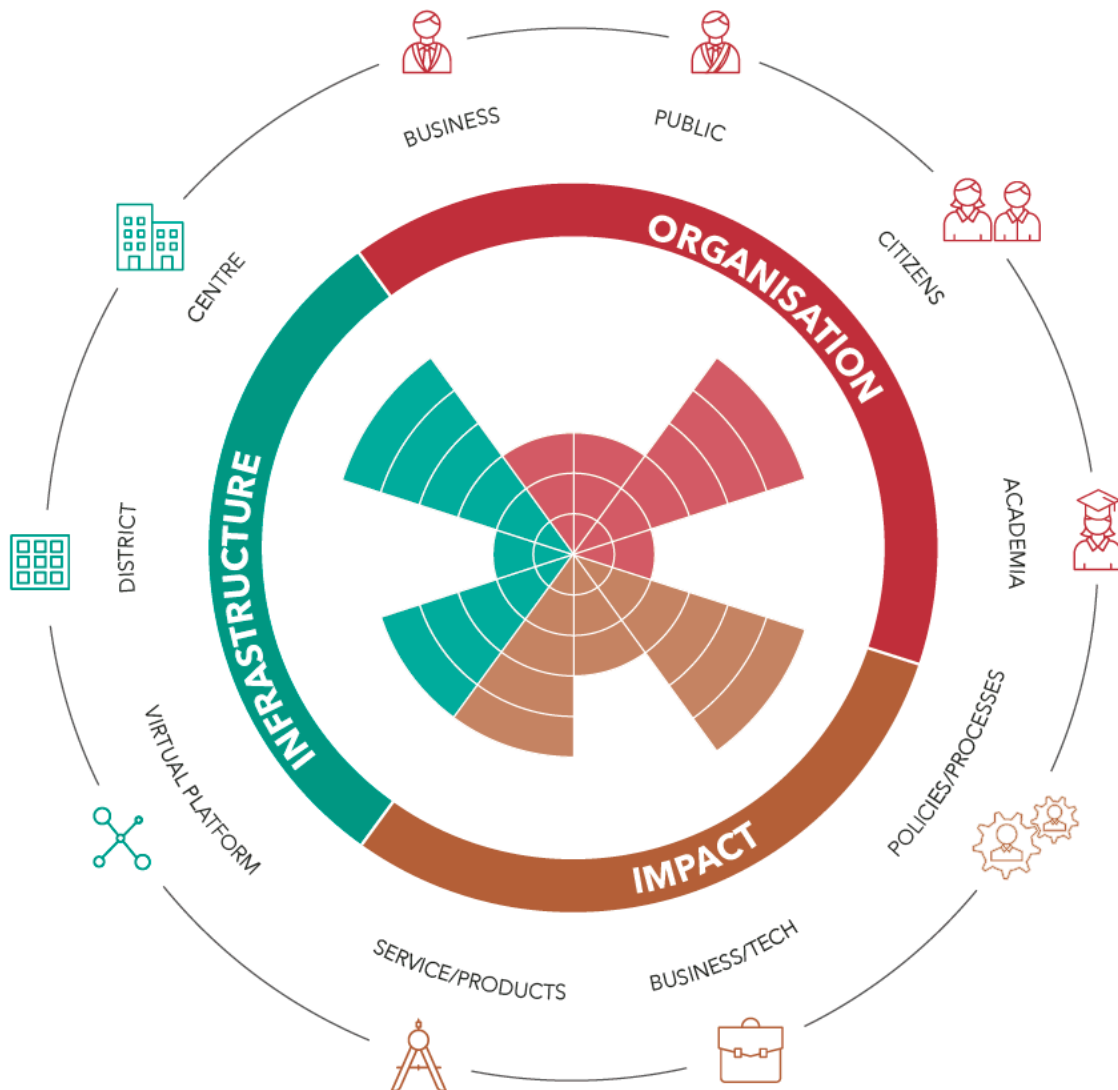 BUSINESS
PUBLIC
CITIZENS
ACADEMIA
POLICIES/PROCESSES
BUSINESS/TECH
SERVICE/PRODUCTS
VIRTUAL PLATFORM
DISTRICT
CENTRE
ORGANISATION
IMPACT
INFRASTRUCTURE